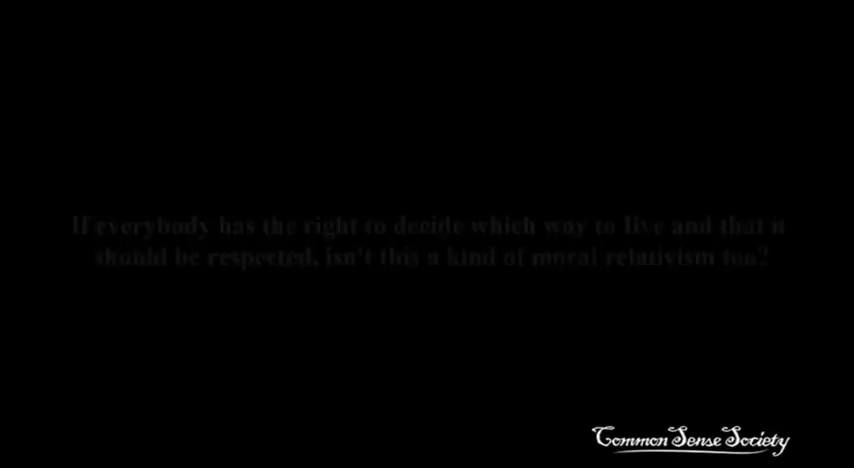 If everybody has the right to decide which way to live and that it
should be respected, isn't this a kind of moral relativism too?
Common Sense Society